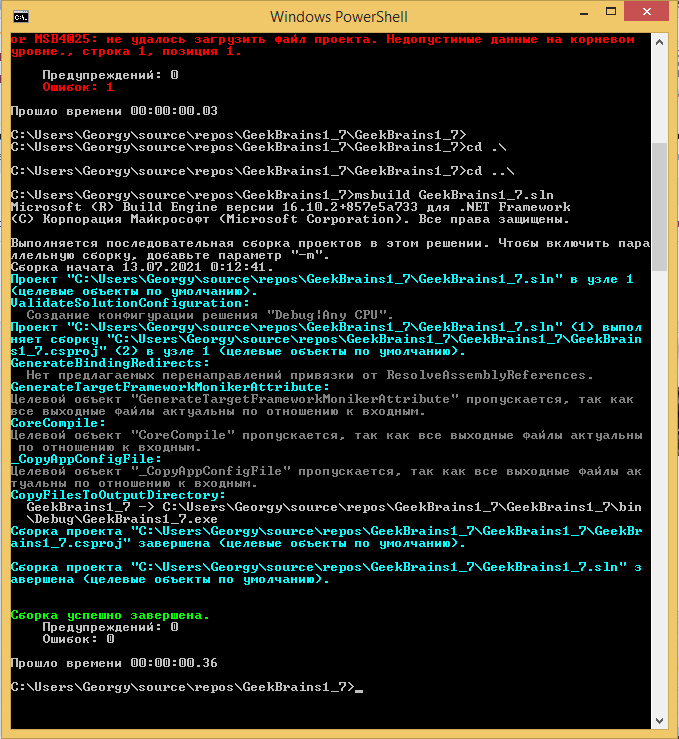 Windows PowerShell
or MSB4025: не удалось загрузить файл проекта. Недопустимые данные на корневом
уровне., строка 1, позиция 1.
Предупреждений: 0
Ошибок: 1
Прошло времени 00:00:00.03
C:\Users\Georgy\source\repos\GeekBrains1_7\GeekBrains1_7>
C:\Users\Georgy\source\repos\GeekBrains1_7\GeekBrains1_7>cd .\
C:\Users\Georgy\source\repos\GeekBrains1_7\GeekBrains1_7>cd ..\
C:\Users\Georgy\source\repos\GeekBrains1_7>msbuild GeekBrains1_7.sln
Microsoft (R) Build Engine версии 16.10.2+857e5a733 для .NET Framework
(C) Корпорация Майкрософт (Microsoft Corporation). Все права защищены.
Выполняется последовательная сборка проектов в этом решении. Чтобы включить пара
ллельную сборку, добавьте параметр "-m".
Сборка начата 13.07.2021 0:12:41.
Проект "C:\Users\Georgy\source\repos\GeekBrains1_7\GeekBrains1_7.sln" в узле 1
(целевые объекты по умолчанию).
ValidateSolutionConfiguration:
Создание конфигурации решения "Debug|Any CPU".
Проект "C:\Users\Georgy\source\repos\GeekBrains1_7\GeekBrains1_7.sln" (1) выпол
няет сборку "C:\Users\Georgy\source\repos\GeekBrains1_7\GeekBrains1_7\GeekBrain
s1_7.csproj" (2) в узле 1 (целевые объекты по умолчанию).
GenerateBindingRedirects:
Нет предлагаемых перенаправлений привязки от ResolveAssemblyReferences.
GenerateTargetFrameworkMonikerAttribute:
Целевой объект "GenerateTargetFrameworkMonikerAttribute" пропускается, так как
все выходные файлы актуальны по отношению к входным.
CoreCompile:
Целевой объект "CoreCompile" пропускается, так как все выходные файлы актуальны
по отношению к входным.
_CopyAppConfigFile:
Целевой объект "_CopyAppConfigFile" пропускается, так как все выходные файлы ак
туальны по отношению к входным.
CopyFilesToOutputDirectory:
GeekBrains1_7 -> C:\Users\Georgy\source\repos\GeekBrains1_7\GeekBrains1_7\bin
\Debug\GeekBrains1_7.exe
Сборка проекта "C:\Users\Georgy\source\repos\GeekBrains1_7\GeekBrains1_7\GeekBr
ains1_7.csproj" завершена (целевые объекты по умолчанию).
Сборка проекта "C:\Users\Georgy\source\repos\GeekBrains1_7\GeekBrains1_7.sln" з
авершена (целевые объекты по умолчанию).
Сборка успешно завершена.
Предупреждений: 0
Ошибок: 0
Прошло времени 00:00:00.36
C:\Users\Georgy\source\repos\GeekBrains1_7>_